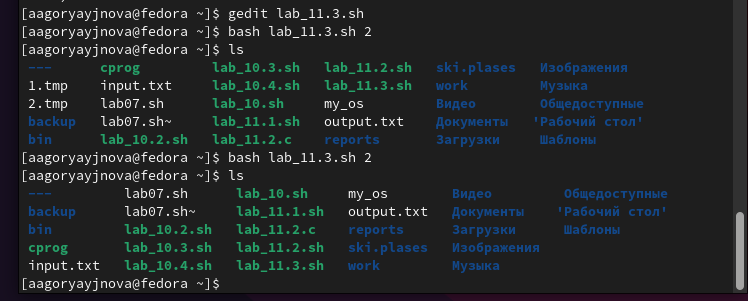 [aagoryayjnova@fedora ~]$ gedit lab_11.3.sh
[aagoryayjnova@fedora ~]$ bash lab_11.3.sh 2
[aagoryayjnova@fedora ~]$ ls
--- cprog lab_10.3.sh lab_11.2.sh ski.plases Изображения
1.tmp input.txt lab_10.4.sh lab_11.3.sh work Музыка
2.tmp lab07.sh lab_10.sh my_os Видео Общедоступные
backup lab07.sh~ lab_11.1.sh output.txt Документы 'Рабочий стол'
bin lab_10.2.sh lab_11.2.c reports Загрузки Шаблоны
[aagoryayjnova@fedora ~]$ bash lab_11.3.sh 2
[aagoryayjnova@fedora ~]$ ls
--- lab07.sh lab_10.sh my_os Видео Общедоступные
backup lab07.sh~ lab_11.1.sh output.txt Документы 'Рабочий стол'
bin lab_10.2.sh lab_11.2.c reports Загрузки Шаблоны
cprog lab_10.3.sh lab_11.2.sh ski.plases Изображения
input.txt lab_10.4.sh lab_11.3.sh work Музыка
[aagoryayjnova@fedora ~]$